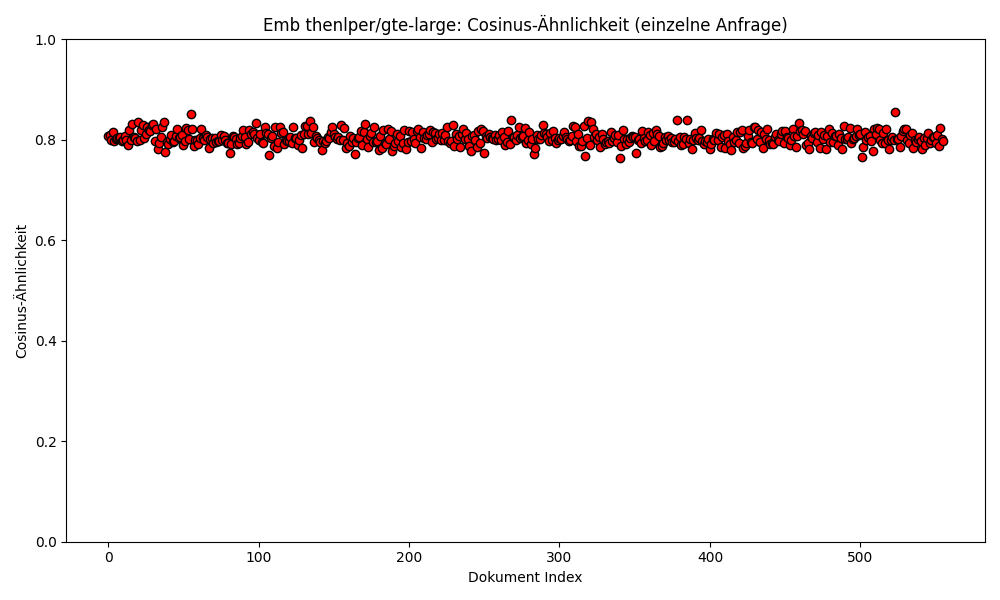 Emb thenlper/gte-large: Cosinus-Ähnlichkeit (einzelne Anfrage)
1.0
0.8
0.6
0.4
0.2
0.0
Cosinus-Ähnlichkeit
0 100 200 300 400 500
Dokument Index